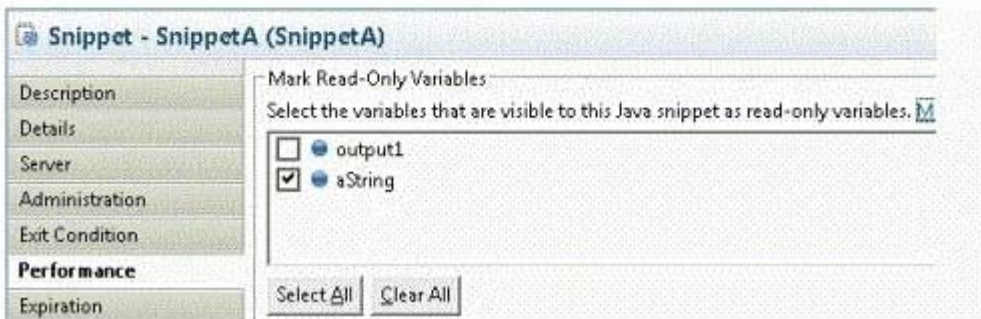 Snippet - SnippetA (SnippetA)
Description
Details
Server
Administration
Exit Condition
Performance
Expiration
Mark Read-Only Variables
Select the variables that are visible to this Java snippet as read-only variables. M
output1
aString
Select All
Clear All